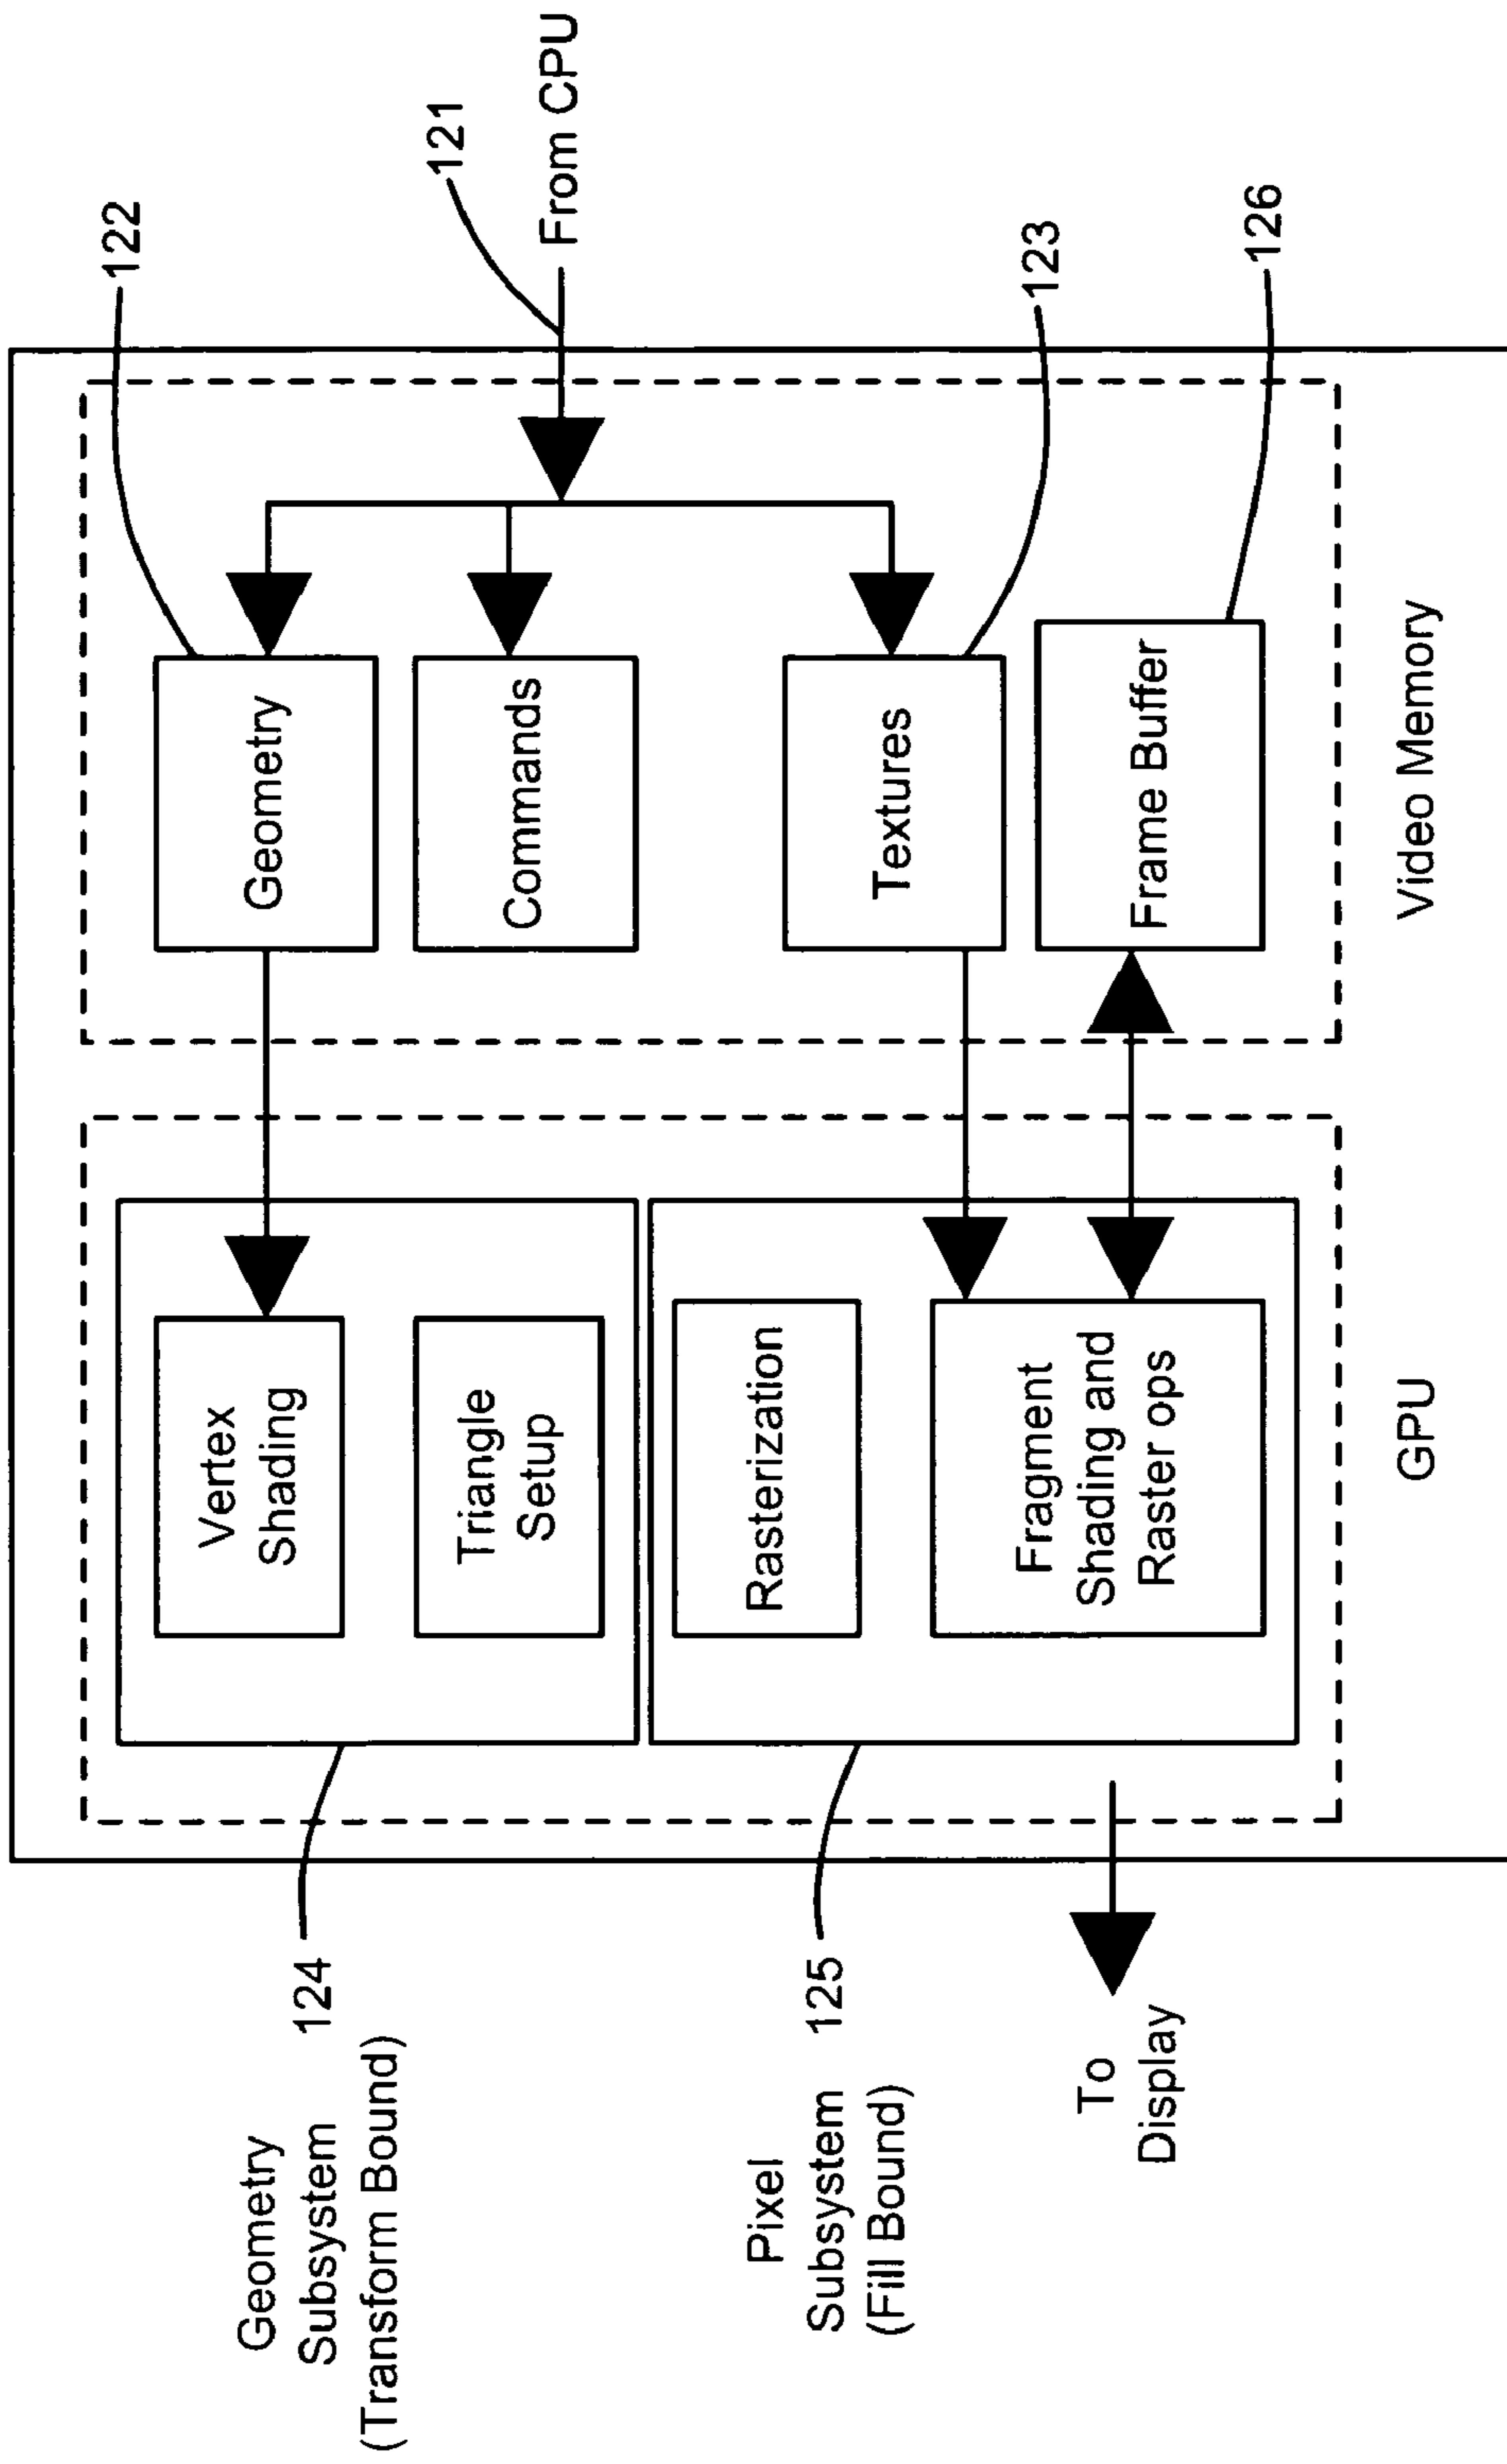 Geometry
Subsystem
(Transform Bound)
124
Pixel
Subsystem
(Fill Bound)
125
To
Display
Vertex
Shading
Triangle
Setup
Rasterization
Fragment
Shading and
Raster ops
GPU
Geometry
Commands
Textures
Frame Buffer
Video Memory
122
121
From CPU
123
126